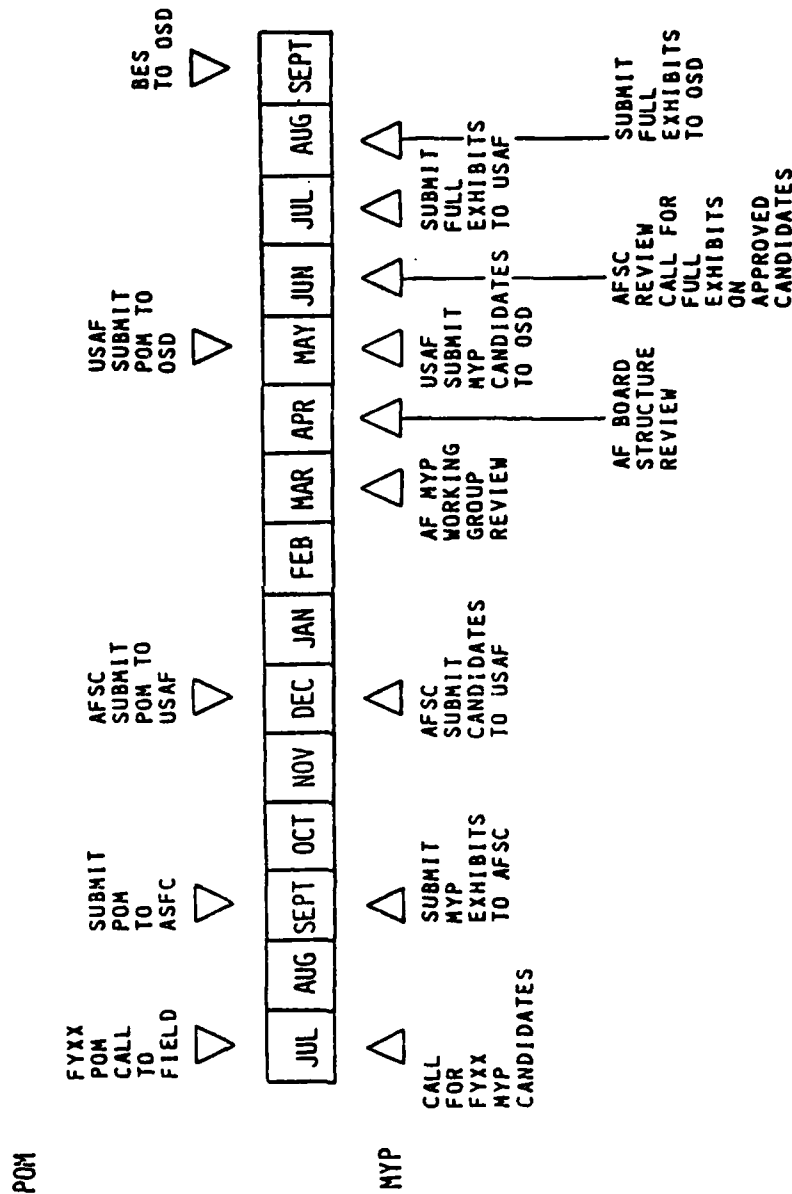 POM
FYXX
POM
CALL
TO
FIELD
SUBMIT
POM
TO
ASFC
AFSC
SUBMIT
POM TO
USAF
USAF
SUBMIT
POM TO
OSD
BES
TO OSD
JUL AUG SEPT OCT NOV DEC JAN FEB MAR APR MAY JUN JUL AUG SEPT
MYP
CALL
FOR
FYXX
MYP
CANDIDATES
SUBMIT
MYP
EXHIBITS
TO AFSC
AFSC
SUBMIT
CANDIDATES
TO USAF
AF MYP
WORKING
GROUP
REVIEW
AF BOARD
STRUCTURE
REVIEW
USAF
SUBMIT
MYP
CANDIDATES
TO OSD
AFSC
REVIEW
CALL FOR
FULL
EXHIBITS
ON
APPROVED
CANDIDATES
SUBMIT
FULL
EXHIBITS
TO USAF
SUBMIT
FULL
EXHIBITS
TO OSD